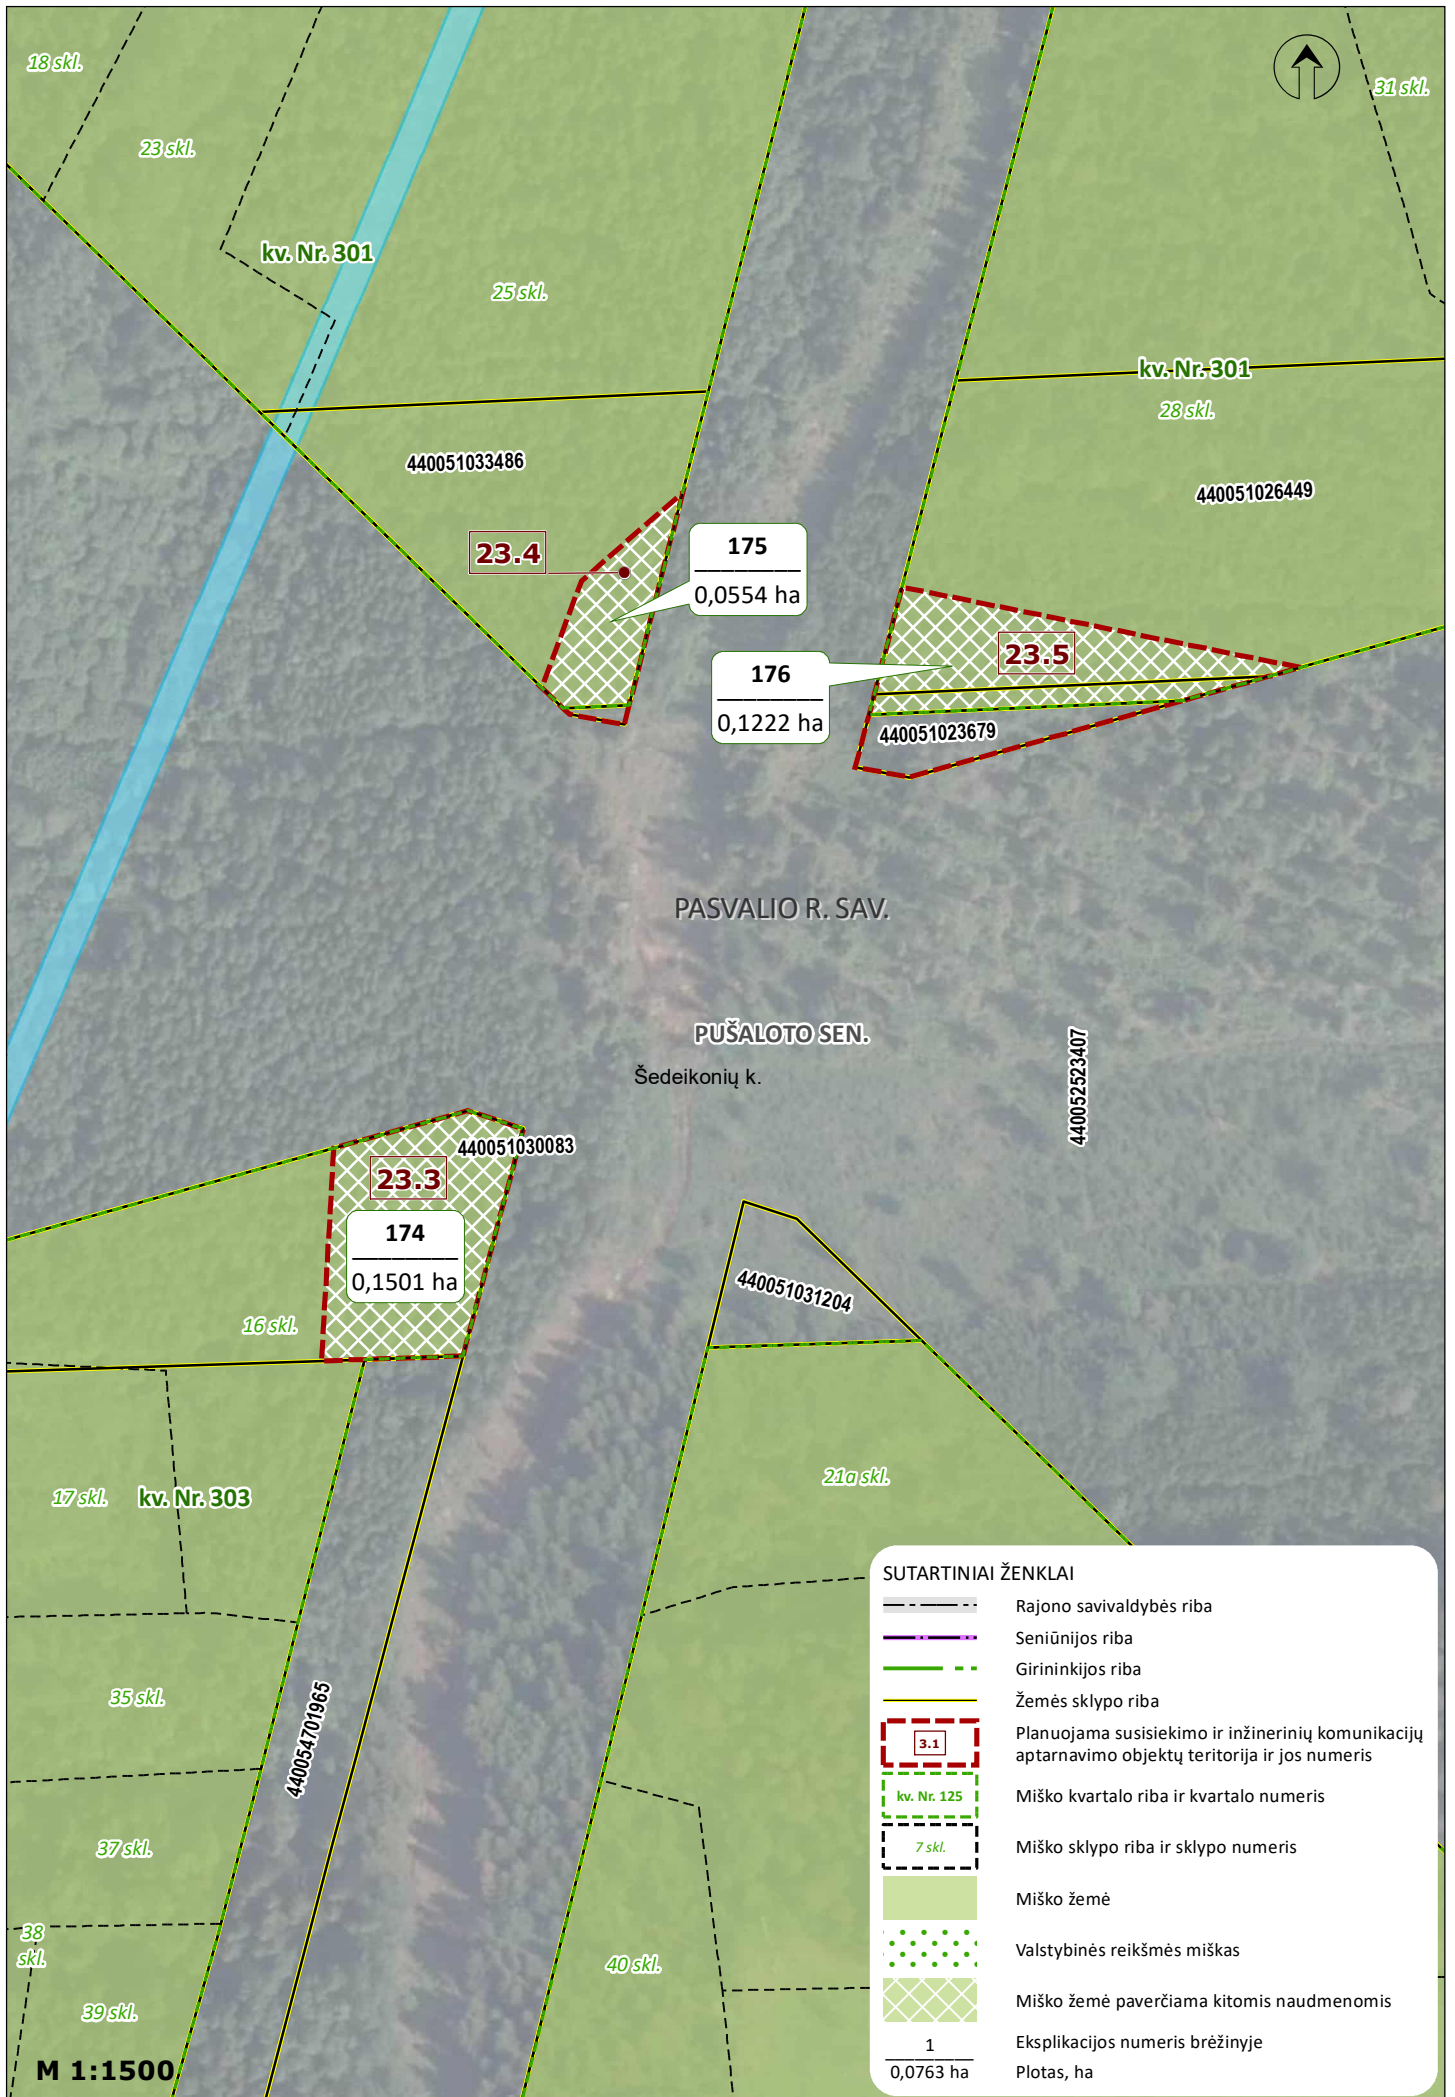 18 skl.
31 skl.
23 skl.
kv. Nr. 301
25 skl.
kv. Nr. 301
28 skl.
440051033486
440051026449
23.4
175
0,0554 ha
23.5
176
0,1222 ha
440051023679
PASVALIO R. SAV.
PUŠALOTO SEN.
Šedeikonių k.
440052523407
440051030083
23.3
174
0,1501 ha
440051031204
16 skl.
17 skl.
kv. Nr. 303
21a skl.
35 skl.
440054701965
37 skl.
38
skl.
39 skl.
40 skl.
M 1:1500
SUTARTINIAI ŽENKLAI
Rajono savivaldybės riba
Seniūnijos riba
Girininkijos riba
Žemės sklypo riba
3.1
Planuojama susisiekimo ir inžinerinių komunikacijų
aptarnavimo objektų teritorija ir jos numeris
kv. Nr. 125
Miško kvartalo riba ir kvartalo numeris
7 skl.
Miško sklypo riba ir sklypo numeris
Miško žemė
Valstybinės reikšmės miškas
Miško žemė paverčiama kitomis naudmenomis
1
Eksplikacijos numeris brėžinyje
0,0763 ha
Plotas, ha